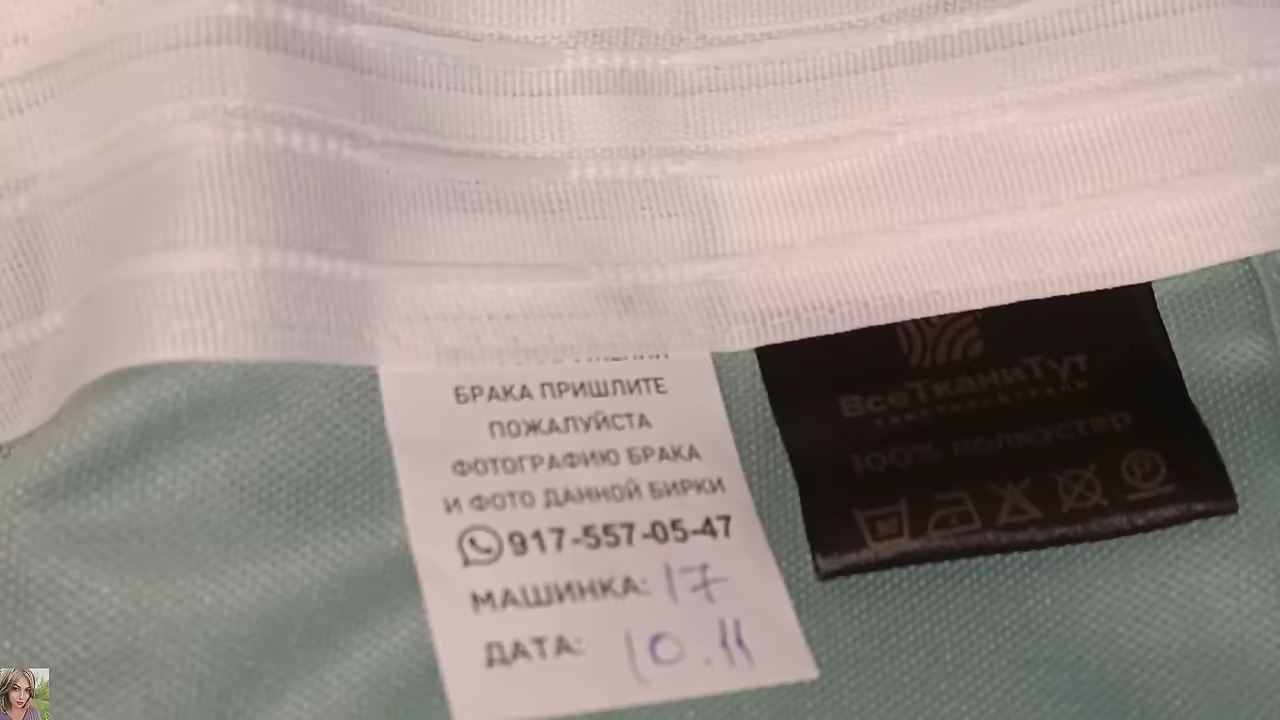 БРАКА ПРИШЛИТЕ
ПОЖАЛУЙСТА
ФОТОГРАФИЮ БРАКА
И ФОТО ДАННОЙ БИРКИ
917-557-05-47
МАШИНКА: 17
ДАТА: 10.11
ВсеТканиТут
100% полиэстер